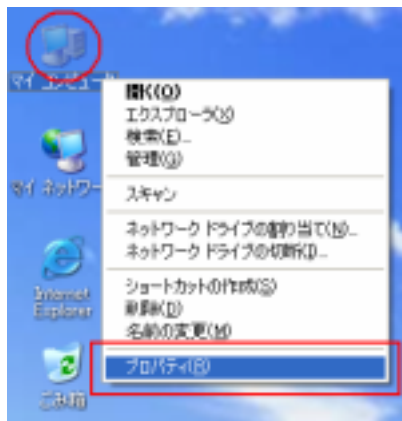 マイ コンピュータ
開く(O)
エクスプローラ(X)
検索(E)...
管理(G)
マイ ネットワー
スキャン
ネットワーク ドライブの割り当て(N)...
ネットワーク ドライブの切断(I)...
Internet
Explorer
ショートカットの作成(S)
削除(D)
名前の変更(M)
プロパティ(R)
ごみ箱